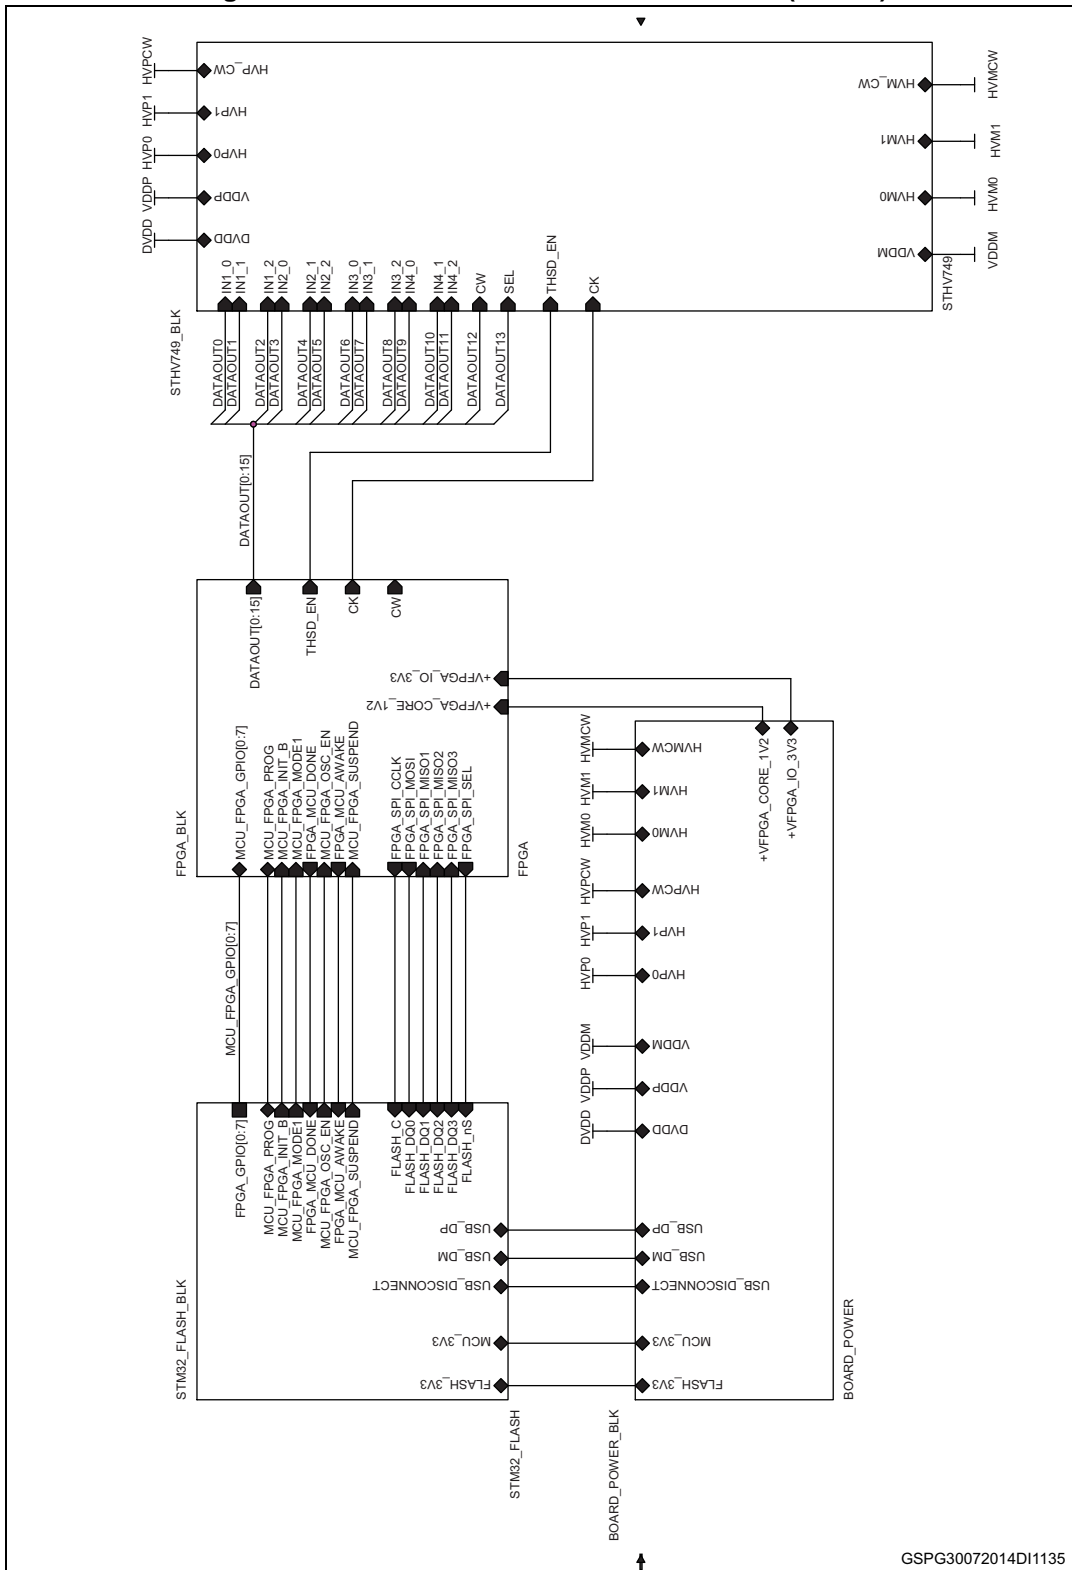 HVPCW
HVP1
HVP0
VDDP
DVDD
HVP_CW
HVP1
HVP0
VDDP
DVDD
HVM_CW
HVM1
HVM0
VDDM
HVMCW
HVM1
HVM0
VDDM
IN1_0
IN1_1
IN1_2
IN2_0
IN2_1
IN2_2
IN3_0
IN3_1
IN3_2
IN4_0
IN4_1
IN4_2
CW
SEL
THSD_EN
CK
STHV749_BLK
STHV749
DATAOUT0
DATAOUT1
DATAOUT2
DATAOUT3
DATAOUT4
DATAOUT5
DATAOUT6
DATAOUT7
DATAOUT8
DATAOUT9
DATAOUT10
DATAOUT11
DATAOUT12
DATAOUT13
DATAOUT[0:15]
DATAOUT[0:15]
THSD_EN
CK
CW
+VFPGA_IO_3V3
+VFPGA_CORE_1V2
FPGA_BLK
MCU_FPGA_GPIO[0:7]
MCU_FPGA_PROG
MCU_FPGA_INIT_B
MCU_FPGA_MODE1
FPGA_MCU_DONE
MCU_FPGA_OSC_EN
FPGA_MCU_AWAKE
MCU_FPGA_SUSPEND
FPGA_SPI_CCLK
FPGA_SPI_MOSI
FPGA_SPI_MISO1
FPGA_SPI_MISO2
FPGA_SPI_MISO3
FPGA_SPI_SEL
FPGA
MCU_FPGA_GPIO[0:7]
HVMCW
HVM1
HVM0
HVPCW
HVP1
HVP0
VDDM
VDDP
DVDD
HVMCW
HVM1
HVM0
HVPCW
HVP1
HVP0
VDDM
VDDP
DVDD
+VFPGA_CORE_1V2
+VFPGA_IO_3V3
FPGA_GPIO[0:7]
MCU_FPGA_PROG
MCU_FPGA_INIT_B
MCU_FPGA_MODE1
FPGA_MCU_DONE
MCU_FPGA_OSC_EN
FPGA_MCU_AWAKE
MCU_FPGA_SUSPEND
FLASH_C
FLASH_DQ0
FLASH_DQ1
FLASH_DQ2
FLASH_DQ3
FLASH_nS
USB_DP
USB_DM
USB_DISCONNECT
MCU_3V3
FLASH_3V3
USB_DP
USB_DM
USB_DISCONNECT
MCU_3V3
FLASH_3V3
STM32_FLASH_BLK
STM32_FLASH
BOARD_POWER_BLK
BOARD_POWER
GSPG30072014DI1135